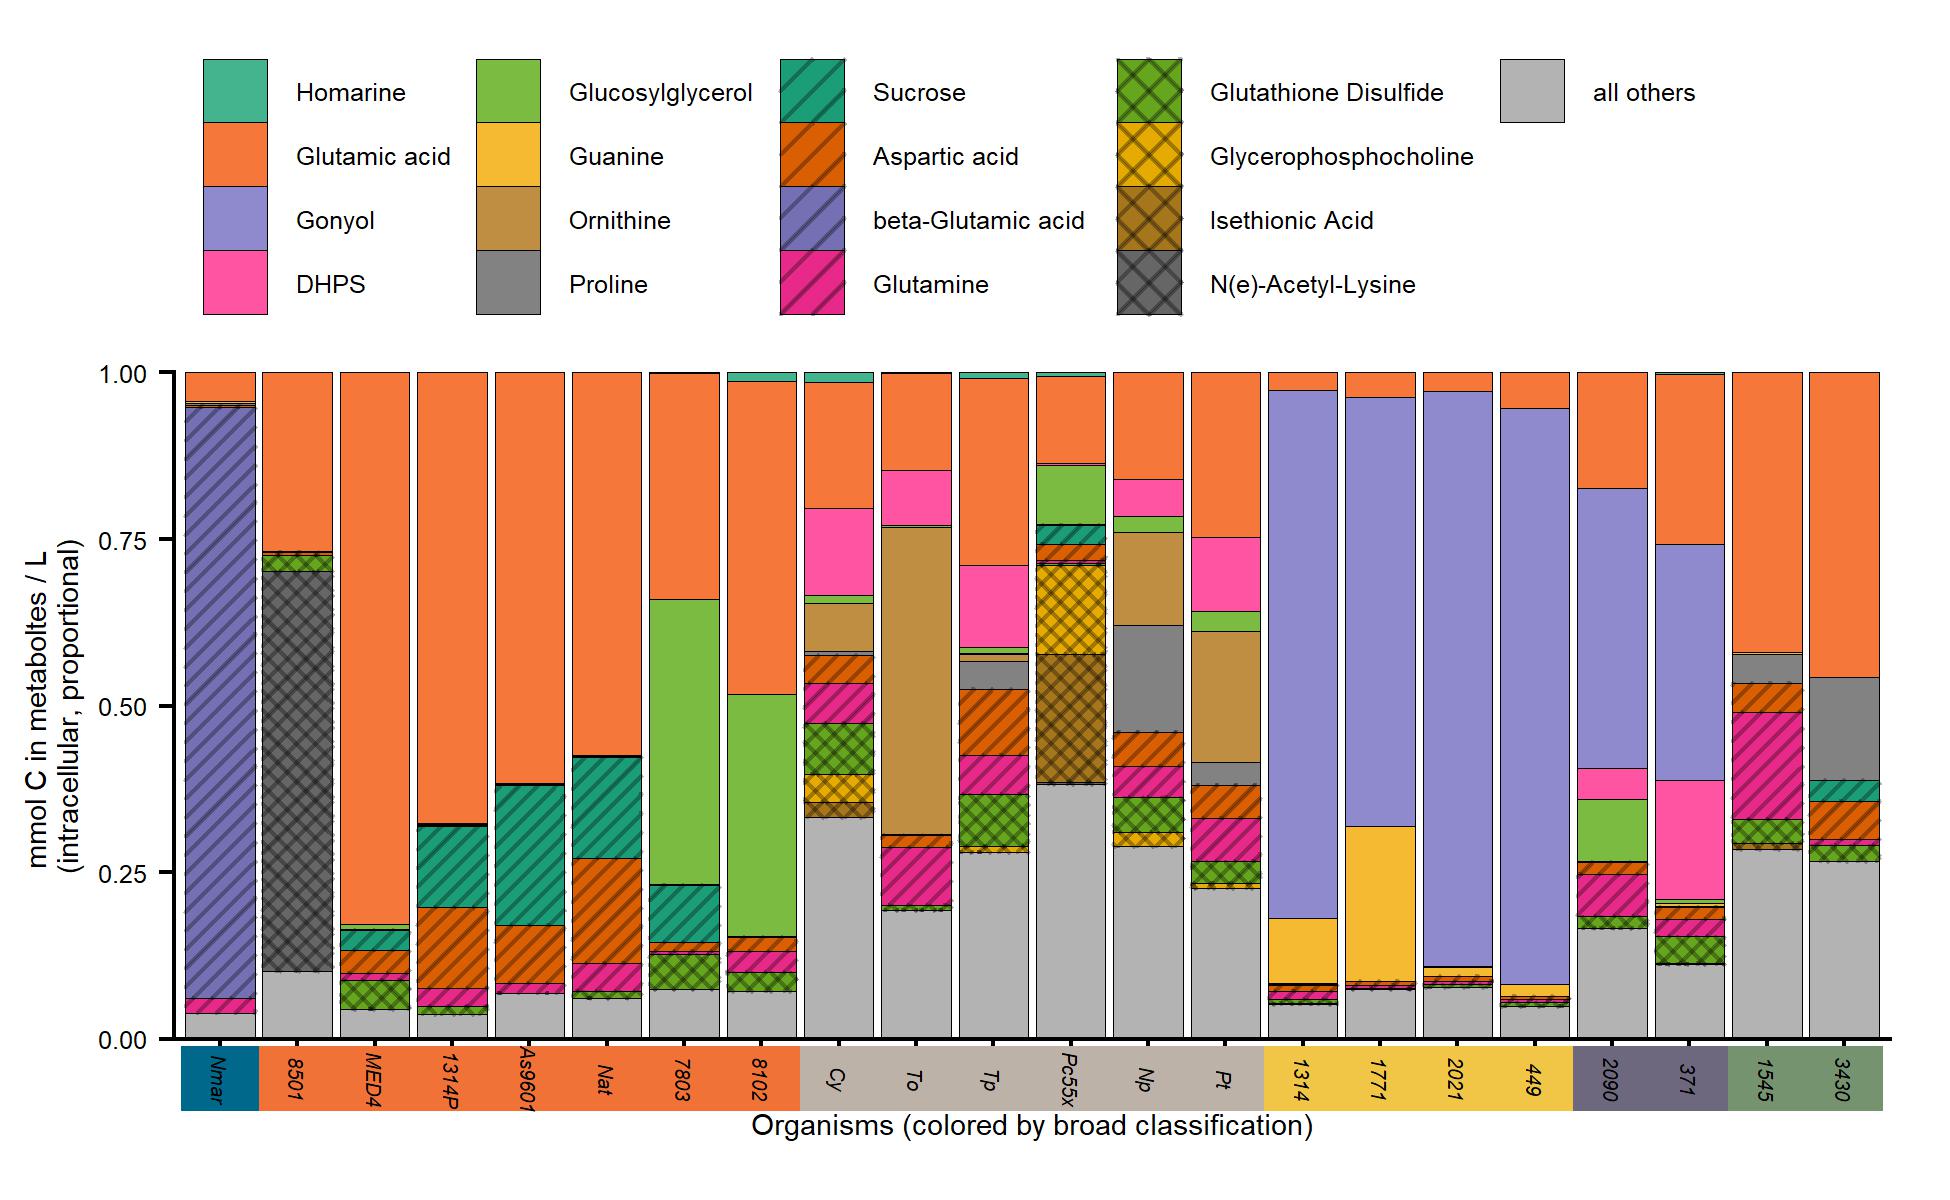 Homarine
Glucosylglycerol
Sucrose
Glutathione Disulfide
all others
Glutamic acid
Guanine
Aspartic acid
Glycerophosphocholine
Gonyol
Ornithine
beta-Glutamic acid
Isethionic Acid
DHPS
Proline
Glutamine
N(e)-Acetyl-Lysine
mmol C in metaboltes / L
(intracellular, proportional)
1.00
0.75
0.50
0.25
0.00
Nmar
8501
MED4
1314P
As9601
Nat
7803
8102
Cy
To
Tp
Pc55x
Np
Pt
1314
1771
2021
449
2090
371
1545
3430
Organisms (colored by broad classification)